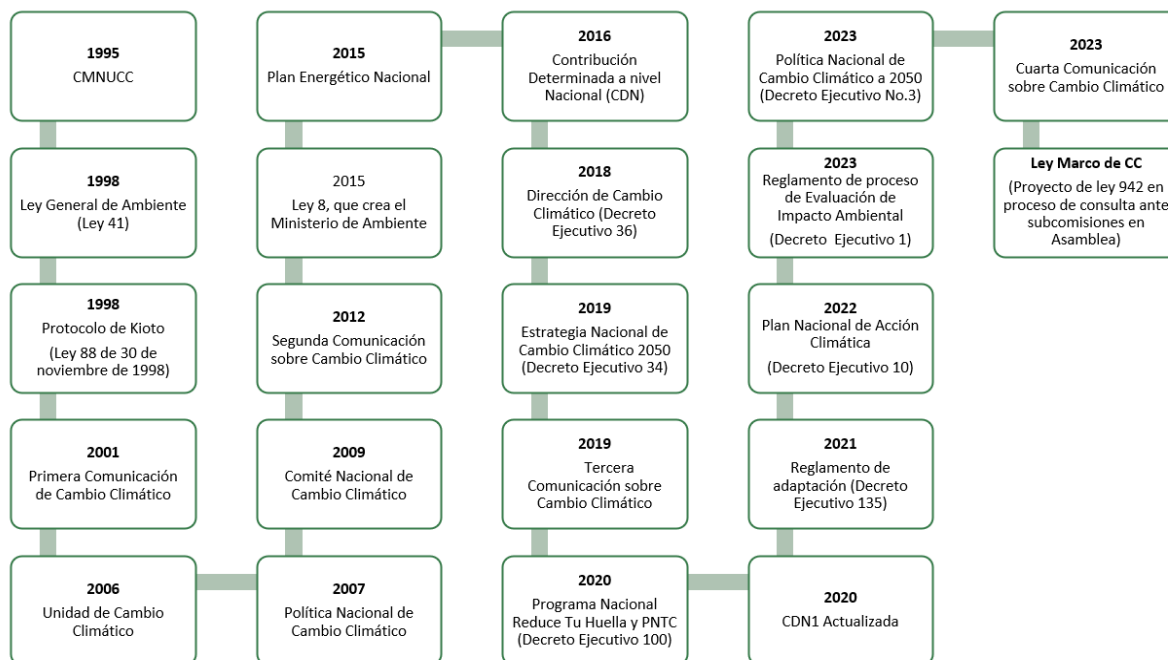 1995
CMNUCC
1998
Ley General de Ambiente
(Ley 41)
1998
Protocolo de Kioto
(Ley 88 de 30 de
noviembre de 1998)
2001
Primera Comunicación
de Cambio Climático
2006
Unidad de Cambio
Climático
2007
Política Nacional de
Cambio Climático
2009
Comité Nacional de
Cambio Climático
2012
Segunda Comunicación
sobre Cambio Climático
2015
Ley 8, que crea el
Ministerio de Ambiente
2015
Plan Energético Nacional
2016
Contribución
Determinada a nivel
Nacional (CDN)
2018
Dirección de Cambio
Climático (Decreto
Ejecutivo 36)
2019
Estrategia Nacional de
Cambio Climático 2050
(Decreto Ejecutivo 34)
2019
Tercera
Comunicación sobre
Cambio Climático
2020
Programa Nacional
Reduce Tu Huella y PNTC
(Decreto Ejecutivo 100)
2020
CDN1 Actualizada
2021
Reglamento de
adaptación (Decreto
Ejecutivo 135)
2022
Plan Nacional de Acción
Climática
(Decreto Ejecutivo 10)
2023
Reglamento de proceso
de Evaluación de
Impacto Ambiental
(Decreto Ejecutivo 1)
2023
Política Nacional de
Cambio Climático a 2050
(Decreto Ejecutivo No.3)
2023
Cuarta Comunicación
sobre Cambio Climático
Ley Marco de CC
(Proyecto de ley 942 en
proceso de consulta ante
subcomisiones en
Asamblea)